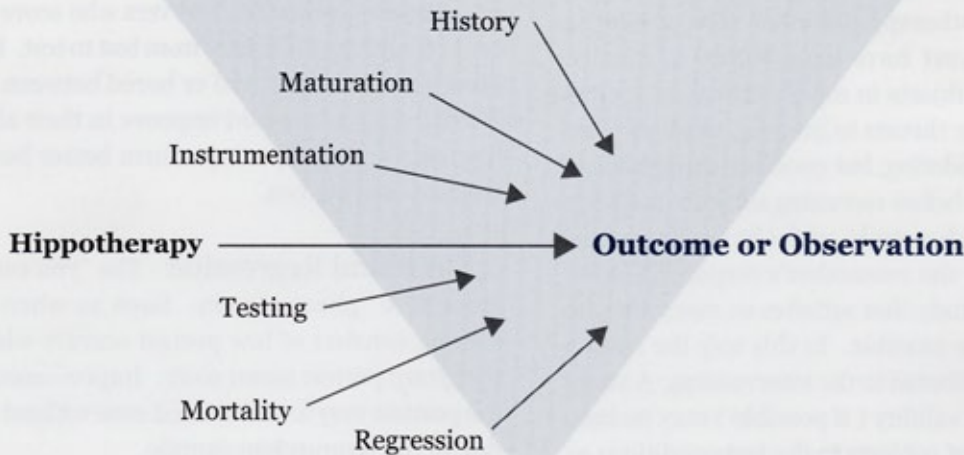 History
Maturation
Instrumentation
Hippotherapy
Outcome or Observation
Testing
Mortality
Regression